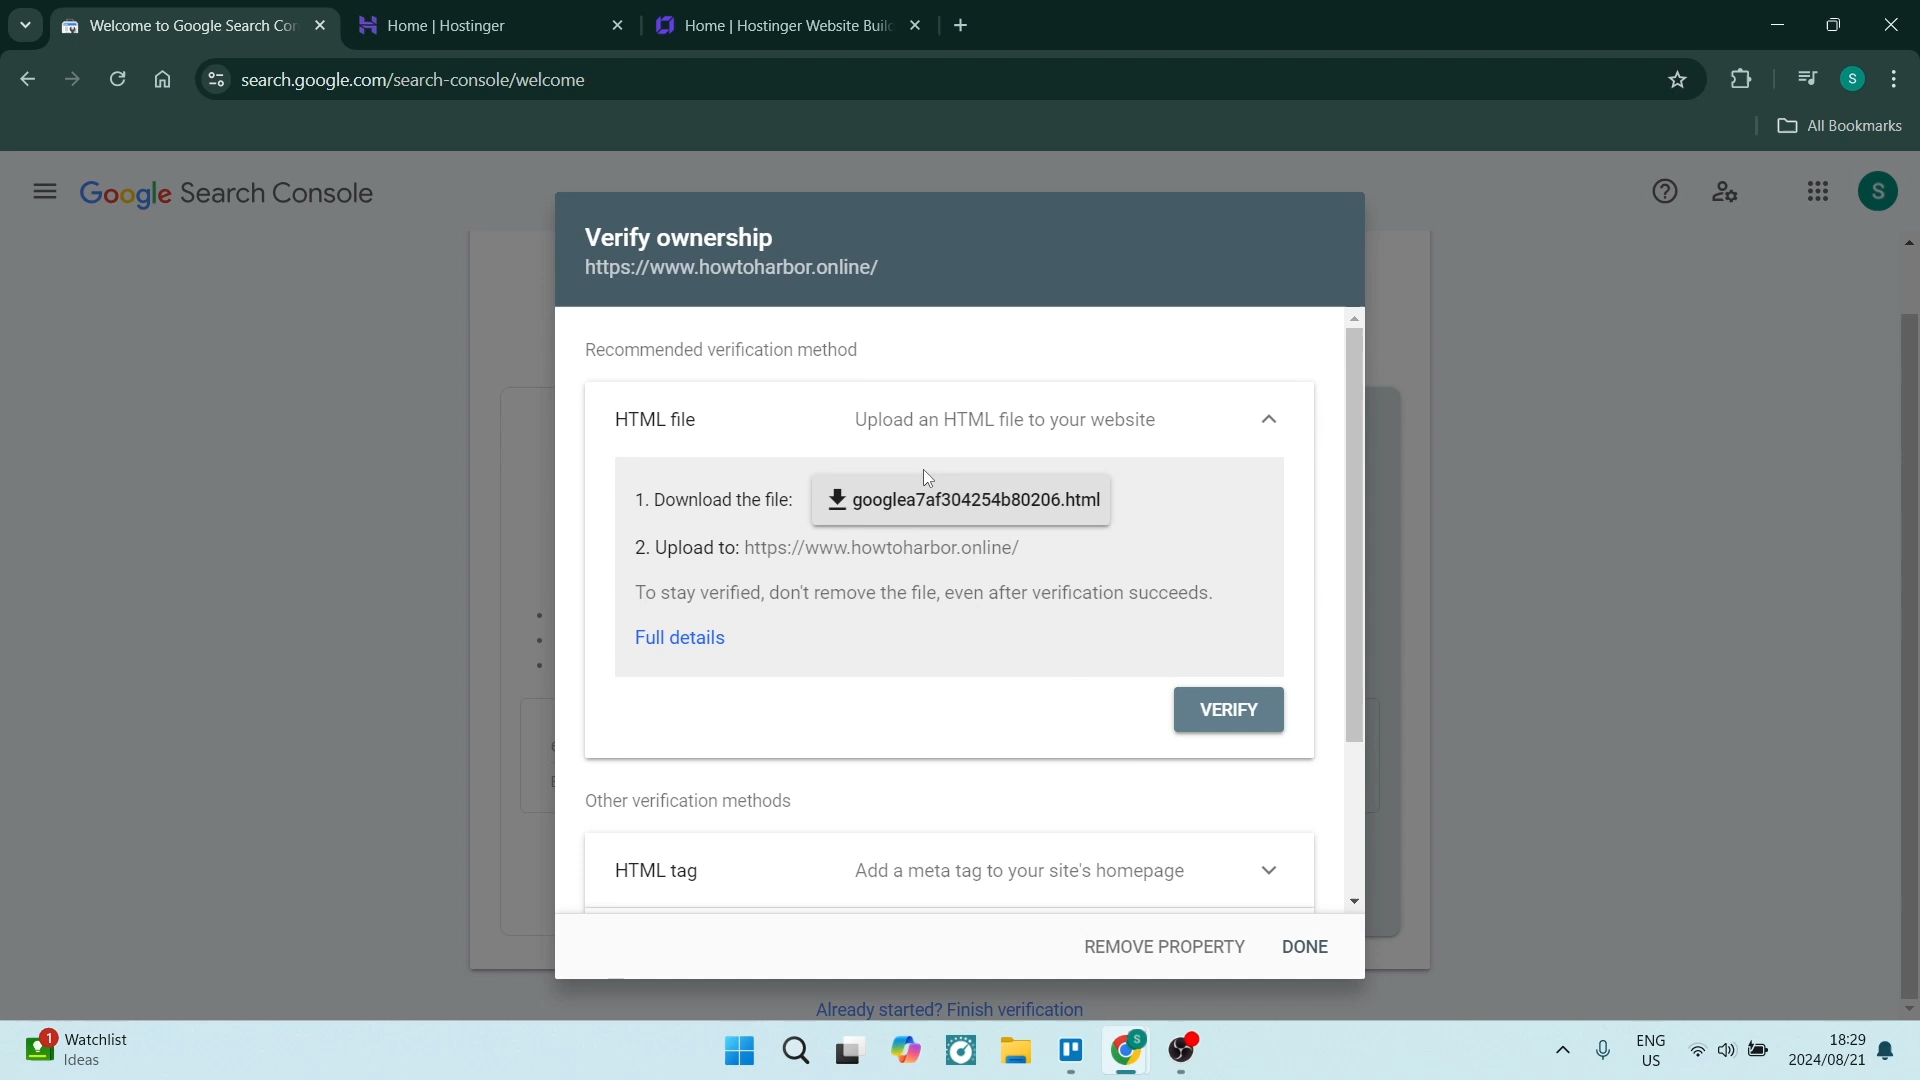 Welcome to Google Search Con
Home | Hostinger
Home | Hostinger Website Buil
search.google.com/search-console/welcome
S
All Bookmarks
Google Search Console
S
Verify ownership
https://www.howtoharbor.online/
Recommended verification method
HTML file Upload an HTML file to your website
1. Download the file: googlea7af304254b80206.html
2. Upload to: https://www.howtoharbor.online/
To stay verified, don't remove the file, even after verification succeeds.
Full details
VERIFY
Other verification methods
HTML tag Add a meta tag to your site's homepage
REMOVE PROPERTY DONE
Already started? Finish verification
1 Watchlist
Ideas
S
ENG
US
18:29
2024/08/21